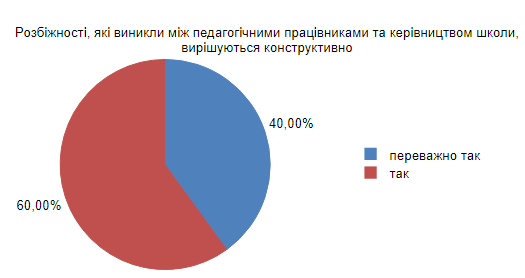 Розбіжності, які виникли між педагогічними працівниками та керівництвом школи,
вирішуються конструктивно
40,00%
60,00%
переважно так
так